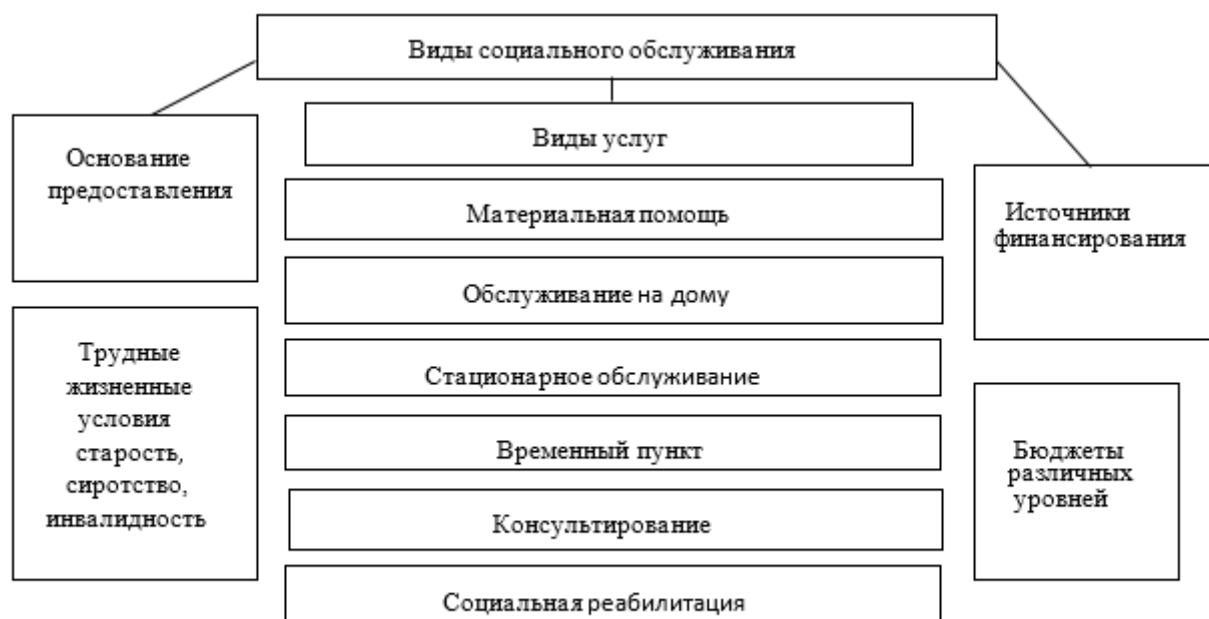 Виды социального обслуживания
Основание
предоставления
Трудные
жизненные
условия
старость,
сиротство,
инвалидность
Виды услуг
Материальная помощь
Обслуживание на дому
Стационарное обслуживание
Временный пункт
Консультирование
Социальная реабилитация
Источники
финансирования
Бюджеты
различных
уровней